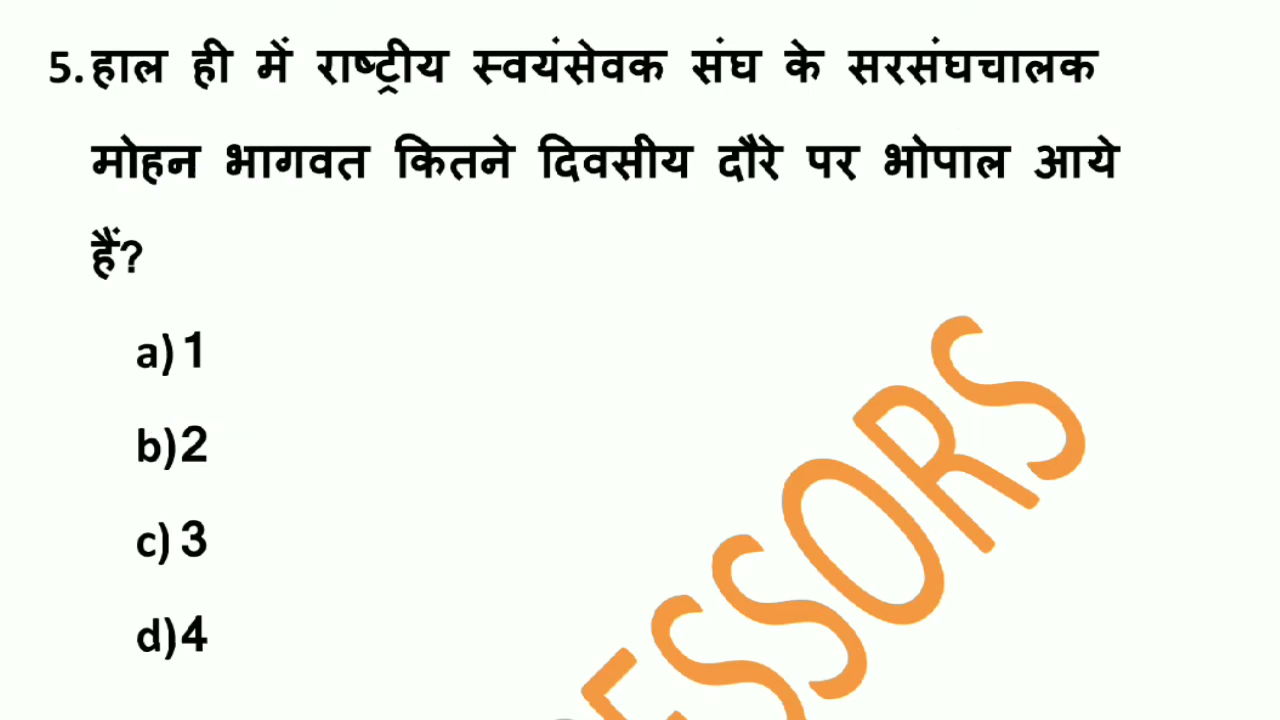 5. हाल ही में राष्ट्रीय स्वयंसेवक संघ के सरसंघचालक
मोहन भागवत कितने दिवसीय दौरे पर भोपाल आये
हैं?
a) 1
b) 2
c) 3
d) 4
ESSORS